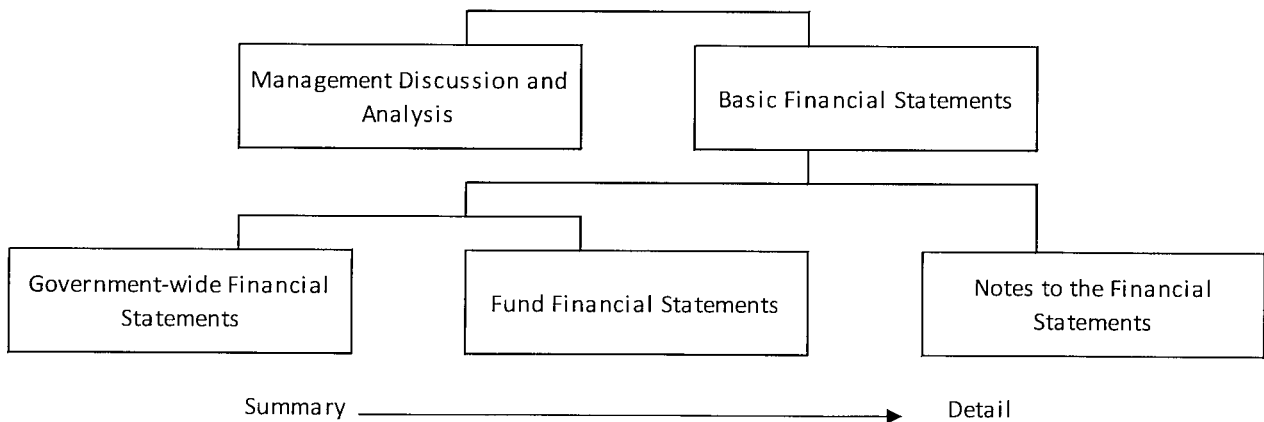 Management Discussion and
Analysis
Basic Financial Statements
Government-wide Financial
Statements
Fund Financial Statements
Notes to the Financial
Statements
Summary
Detail